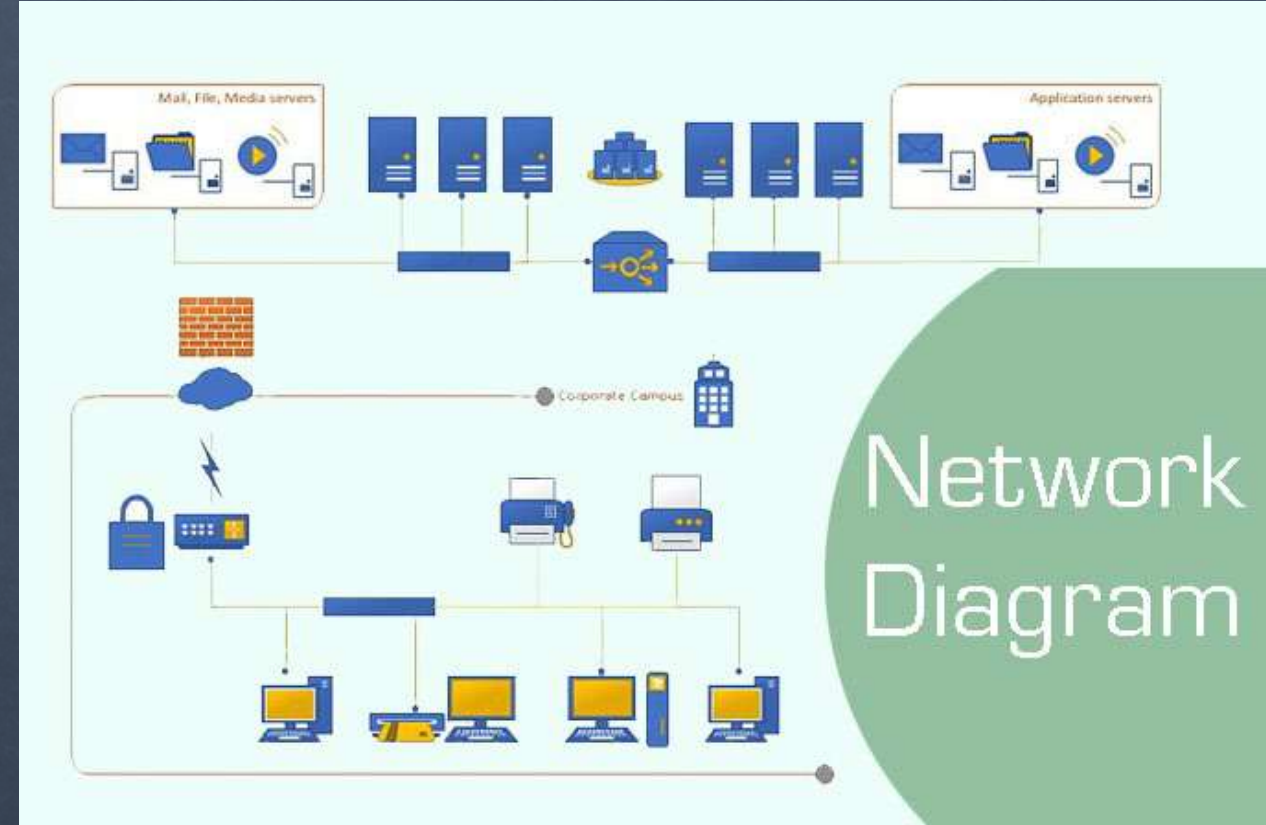 Mail, File, Media servers
Application servers
Corporate Campus
Network
Diagram